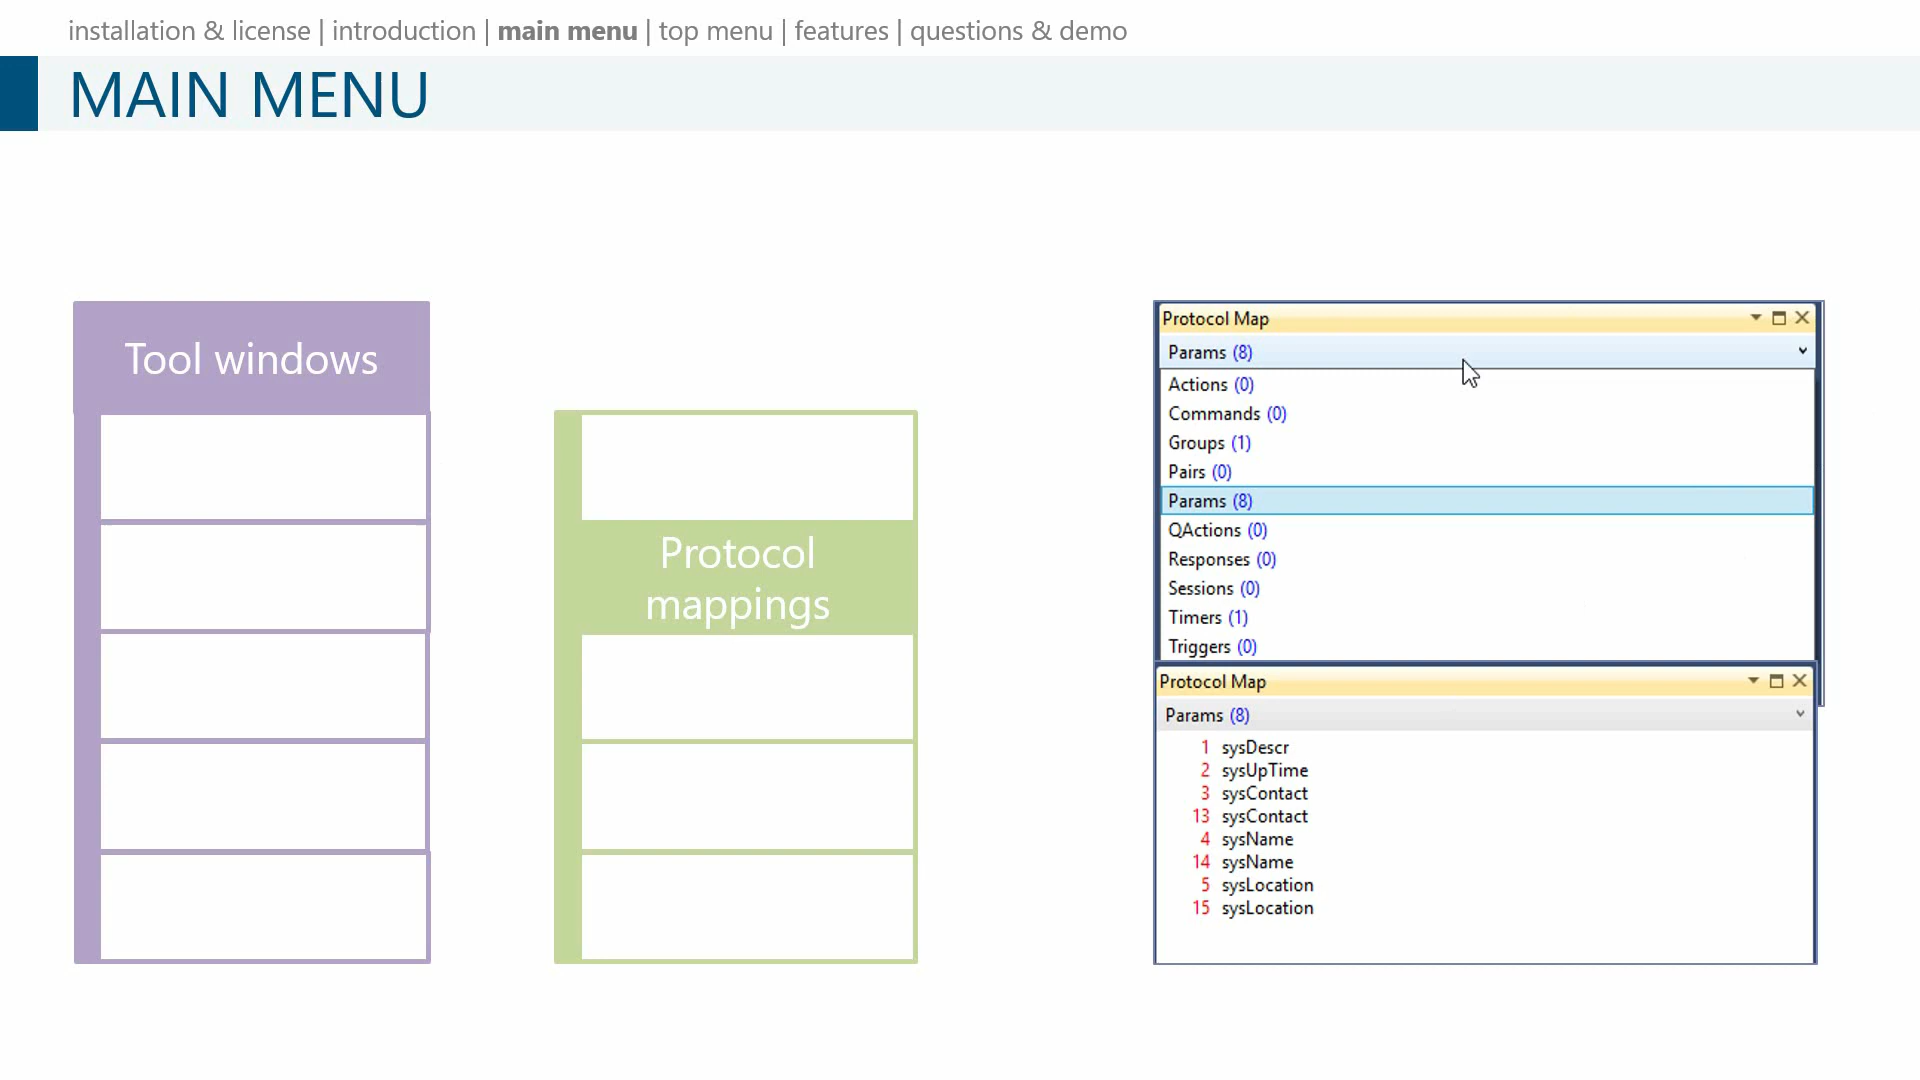 installation & license | introduction | main menu | top menu | features | questions & demo
MAIN MENU
Tool windows
Protocol
mappings
Protocol Map
Params (8)
Actions (0)
Commands (0)
Groups (1)
Pairs (0)
Params (8)
QActions (0)
Responses (0)
Sessions (0)
Timers (1)
Triggers (0)
Protocol Map
Params (8)
1 sysDescr
2 sysUpTime
3 sysContact
13 sysContact
4 sysName
14 sysName
5 sysLocation
15 sysLocation